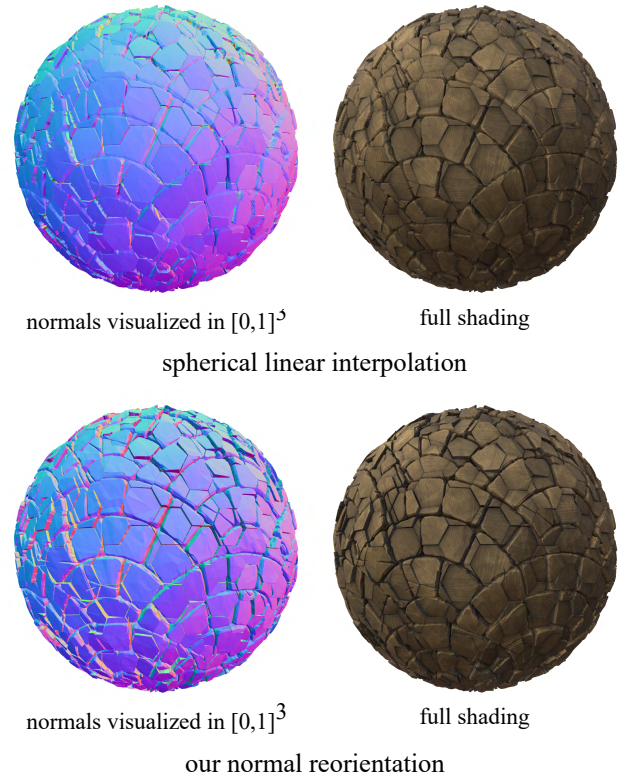 normals visualized in [0,1]³
full shading
spherical linear interpolation
normals visualized in [0,1]³
full shading
our normal reorientation